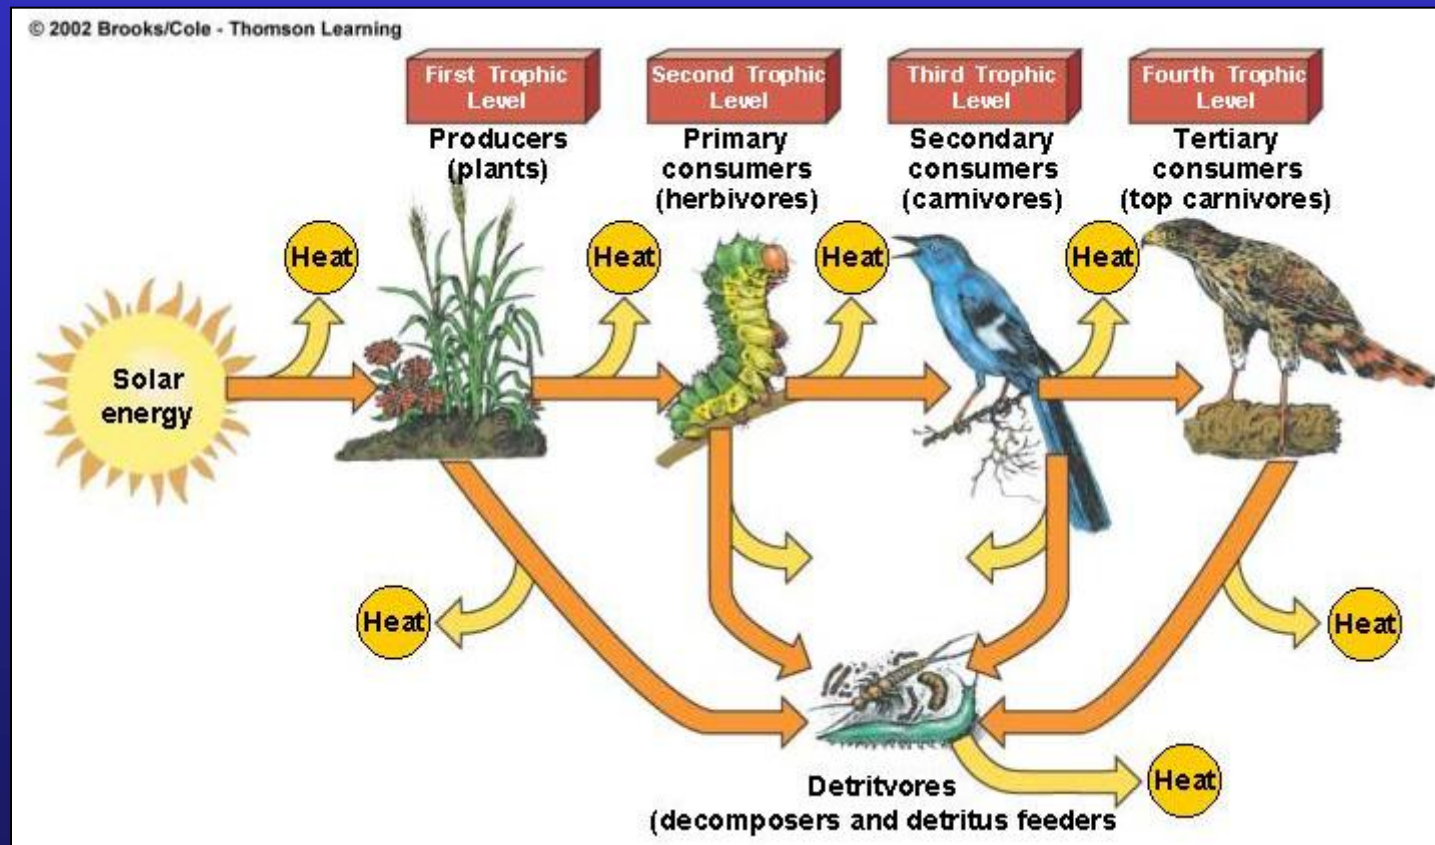 © 2002 Brooks/Cole - Thomson Learning
First Trophic
Level
Second Trophic
Level
Third Trophic
Level
Fourth Trophic
Level
Producers
(plants)
Primary
consumers
(herbivores)
Secondary
consumers
(carnivores)
Tertiary
consumers
(top carnivores)
Heat
Heat
Heat
Heat
Solar
energy
Heat
Heat
Heat
Detritvores
(decomposers and detritus feeders